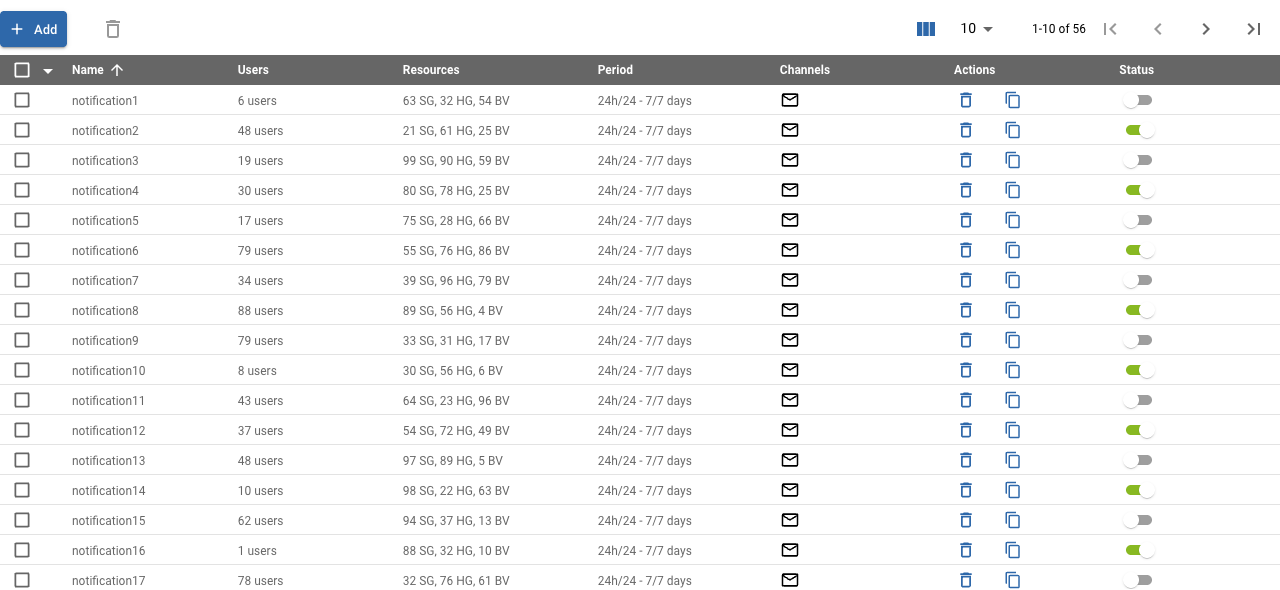 Add 10 1-10 of 56
Name Users Resources Period Channels Actions Status
notification1 6 users 63 SG, 32 HG, 54 BV 24h/24 - 7/7 days
notification2 48 users 21 SG, 61 HG, 25 BV 24h/24 - 7/7 days
notification3 19 users 99 SG, 90 HG, 59 BV 24h/24 - 7/7 days
notification4 30 users 80 SG, 78 HG, 25 BV 24h/24 - 7/7 days
notification5 17 users 75 SG, 28 HG, 66 BV 24h/24 - 7/7 days
notification6 79 users 55 SG, 76 HG, 86 BV 24h/24 - 7/7 days
notification7 34 users 39 SG, 96 HG, 79 BV 24h/24 - 7/7 days
notification8 88 users 89 SG, 56 HG, 4 BV 24h/24 - 7/7 days
notification9 79 users 33 SG, 31 HG, 17 BV 24h/24 - 7/7 days
notification10 8 users 30 SG, 56 HG, 6 BV 24h/24 - 7/7 days
notification11 43 users 64 SG, 23 HG, 96 BV 24h/24 - 7/7 days
notification12 37 users 54 SG, 72 HG, 49 BV 24h/24 - 7/7 days
notification13 48 users 97 SG, 89 HG, 5 BV 24h/24 - 7/7 days
notification14 10 users 98 SG, 22 HG, 63 BV 24h/24 - 7/7 days
notification15 62 users 94 SG, 37 HG, 13 BV 24h/24 - 7/7 days
notification16 1 users 88 SG, 32 HG, 10 BV 24h/24 - 7/7 days
notification17 78 users 32 SG, 76 HG, 61 BV 24h/24 - 7/7 days